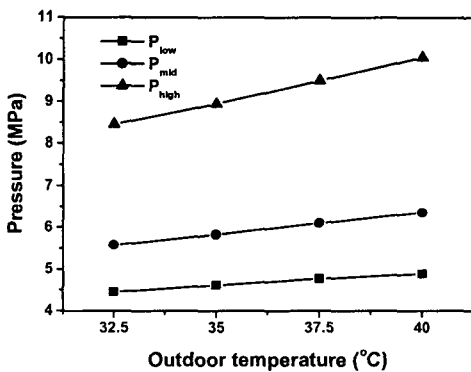 11
10
9
8
7
6
5
4
Pressure (MPa)
P_low
P_mid
P_high
32.5 35 37.5 40
Outdoor temperature (°C)